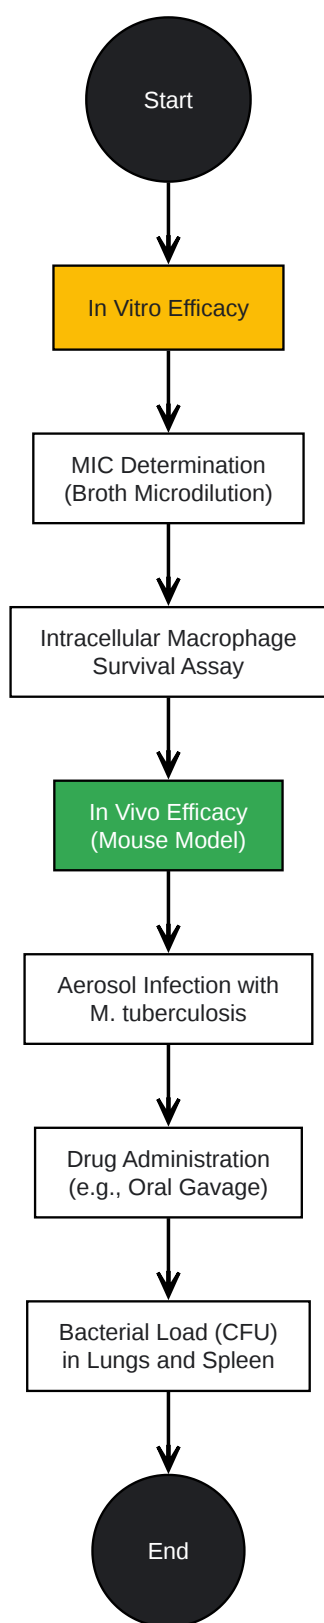 Start
In Vitro Efficacy
MIC Determination
(Broth Microdilution)
Intracellular Macrophage
Survival Assay
In Vivo Efficacy
(Mouse Model)
Aerosol Infection with
M. tuberculosis
Drug Administration
(e.g., Oral Gavage)
Bacterial Load (CFU)
in Lungs and Spleen
End